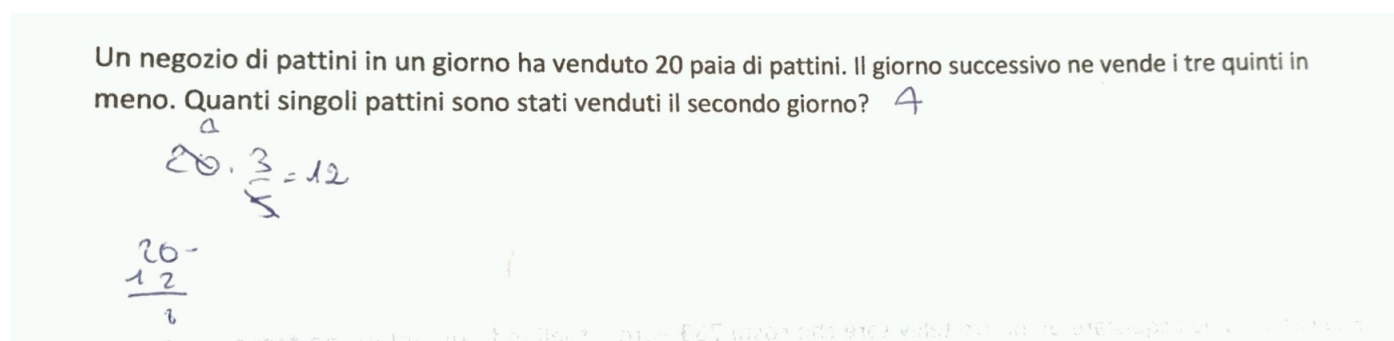 Un negozio di pattini in un giorno ha venduto 20 paia di pattini. Il giorno successivo ne vende i tre quinti in
meno. Quanti singoli pattini sono stati venduti il secondo giorno? 4
20 · 3/5 = 12
20 -
12
8